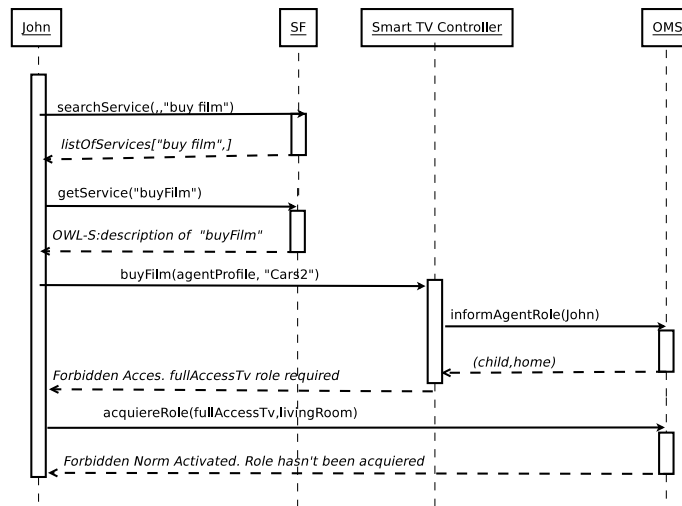 John
SF
Smart TV Controller
OMS
searchService(,,"buy film")
listOfServices["buy film",]
getService("buyFilm")
OWL-S:description of "buyFilm"
buyFilm(agentProfile, "Cars2")
informAgentRole(John)
(child,home)
Forbidden Acces. fullAccessTv role required
acquiereRole(fullAccessTv,livingRoom)
Forbidden Norm Activated. Role hasn't been acquiered